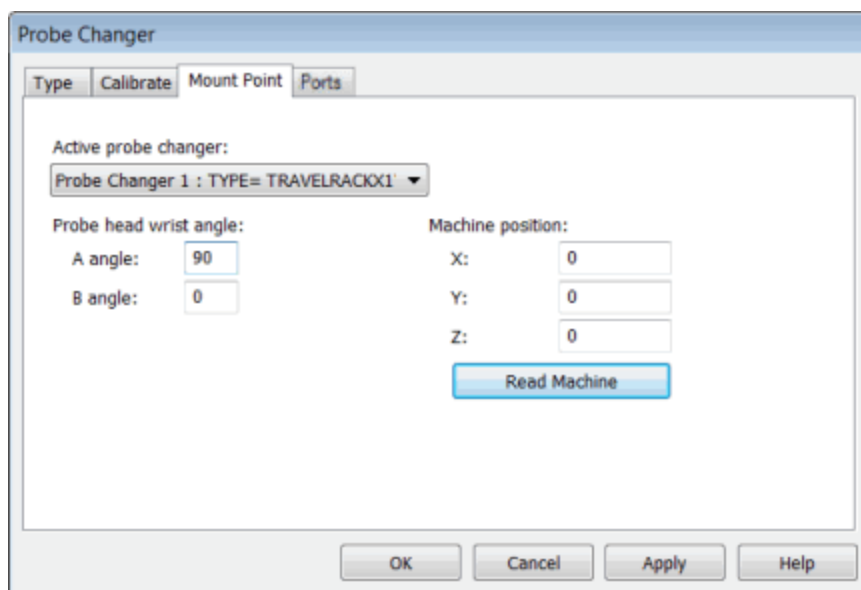 Probe Changer
Type Calibrate Mount Point Ports
Active probe changer:
Probe Changer 1 : TYPE= TRAVELRACKX1
Probe head wrist angle: Machine position:
A angle: 90 X: 0
B angle: 0 Y: 0
Z: 0
Read Machine
OK Cancel Apply Help